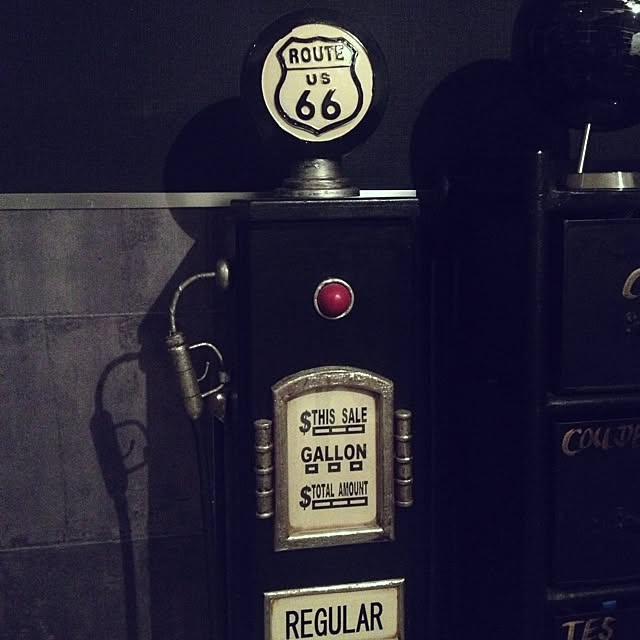 ROUTE
US
66
$THIS SALE
GALLON
$TOTAL AMOUNT
REGULAR